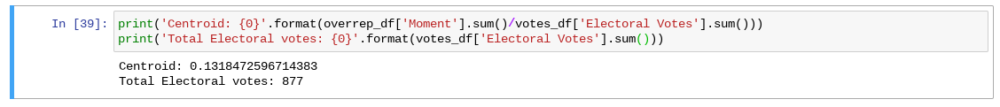 In [39]: print('Centroid: {0}'.format(overrep_df['Moment'].sum()/votes_df['Electoral Votes'].sum()))
print('Total Electoral votes: {0}'.format(votes_df['Electoral Votes'].sum()))
Centroid: 0.1318472596714383
Total Electoral votes: 877